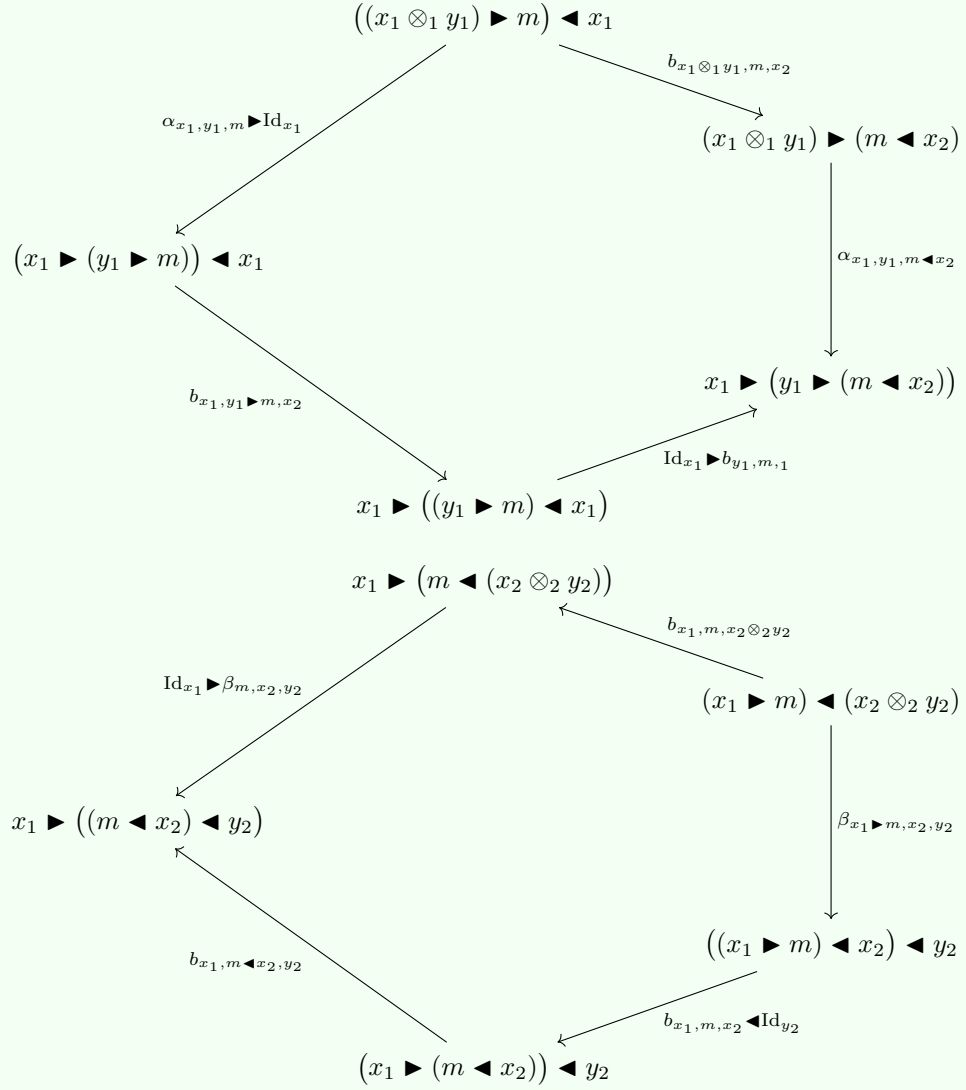 ((x₁ ⊗₁ y₁) ▶ m) ◀ x₁
b_{x₁⊗₁y₁,m,x₂}
α_{x₁,y₁,m}▶Id_{x₁}
(x₁ ⊗₁ y₁) ▶ (m ◀ x₂)
(x₁ ▶ (y₁ ▶ m)) ◀ x₁
α_{x₁,y₁,m◀x₂}
b_{x₁,y₁▶m,x₂}
x₁ ▶ (y₁ ▶ (m ◀ x₂))
Id_{x₁}▶b_{y₁,m,1}
x₁ ▶ ((y₁ ▶ m) ◀ x₁)
x₁ ▶ (m ◀ (x₂ ⊗₂ y₂))
b_{x₁,m,x₂⊗₂y₂}
Id_{x₁}▶β_{m,x₂,y₂}
(x₁ ▶ m) ◀ (x₂ ⊗₂ y₂)
x₁ ▶ ((m ◀ x₂) ◀ y₂)
β_{x₁▶m,x₂,y₂}
b_{x₁,m◀x₂,y₂}
((x₁ ▶ m) ◀ x₂) ◀ y₂
b_{x₁,m,x₂}◀Id_{y₂}
(x₁ ▶ (m ◀ x₂)) ◀ y₂